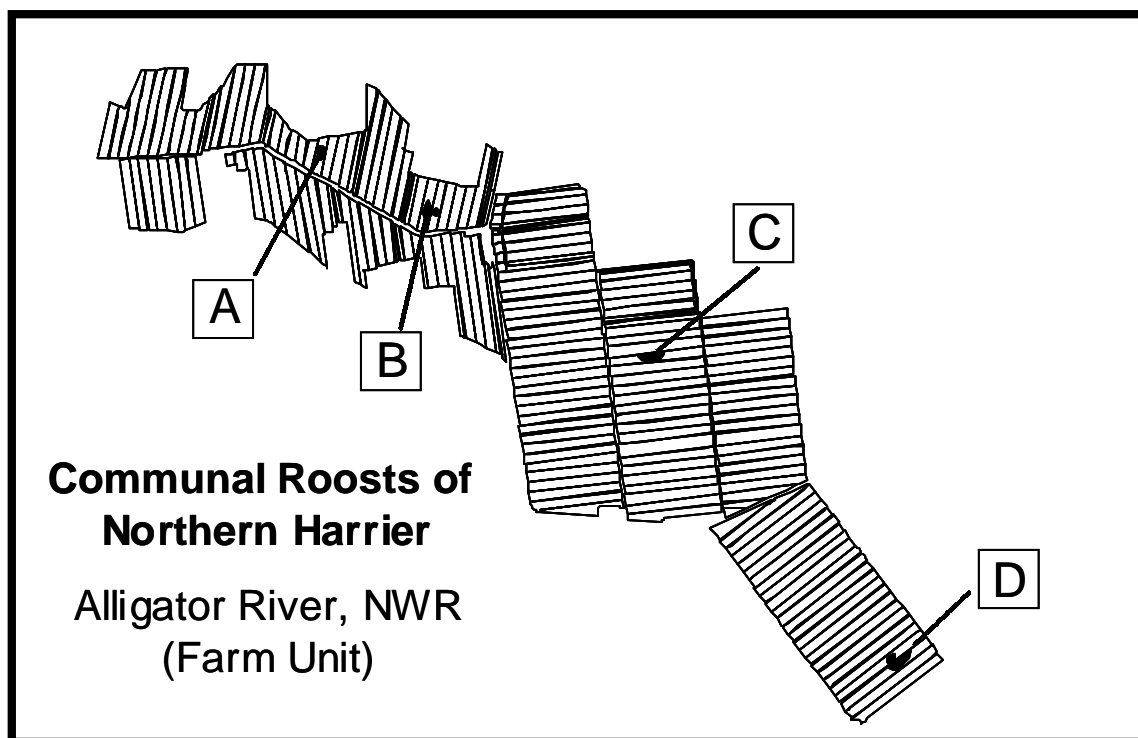 A
B
C
D
Communal Roosts of
Northern Harrier
Alligator River, NWR
(Farm Unit)